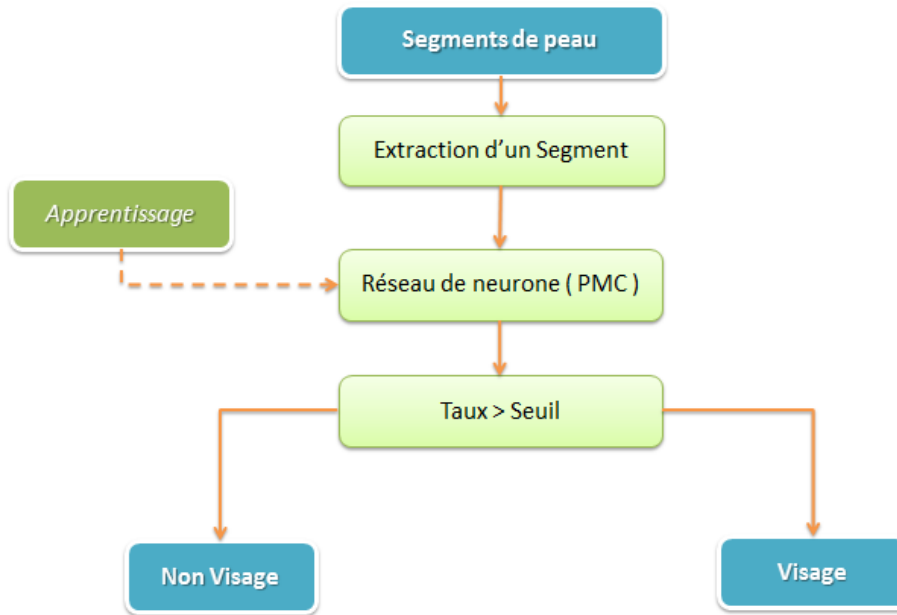 Segments de peau
Extraction d'un Segment
Apprentissage
Réseau de neurone ( PMC )
Taux > Seuil
Non Visage
Visage